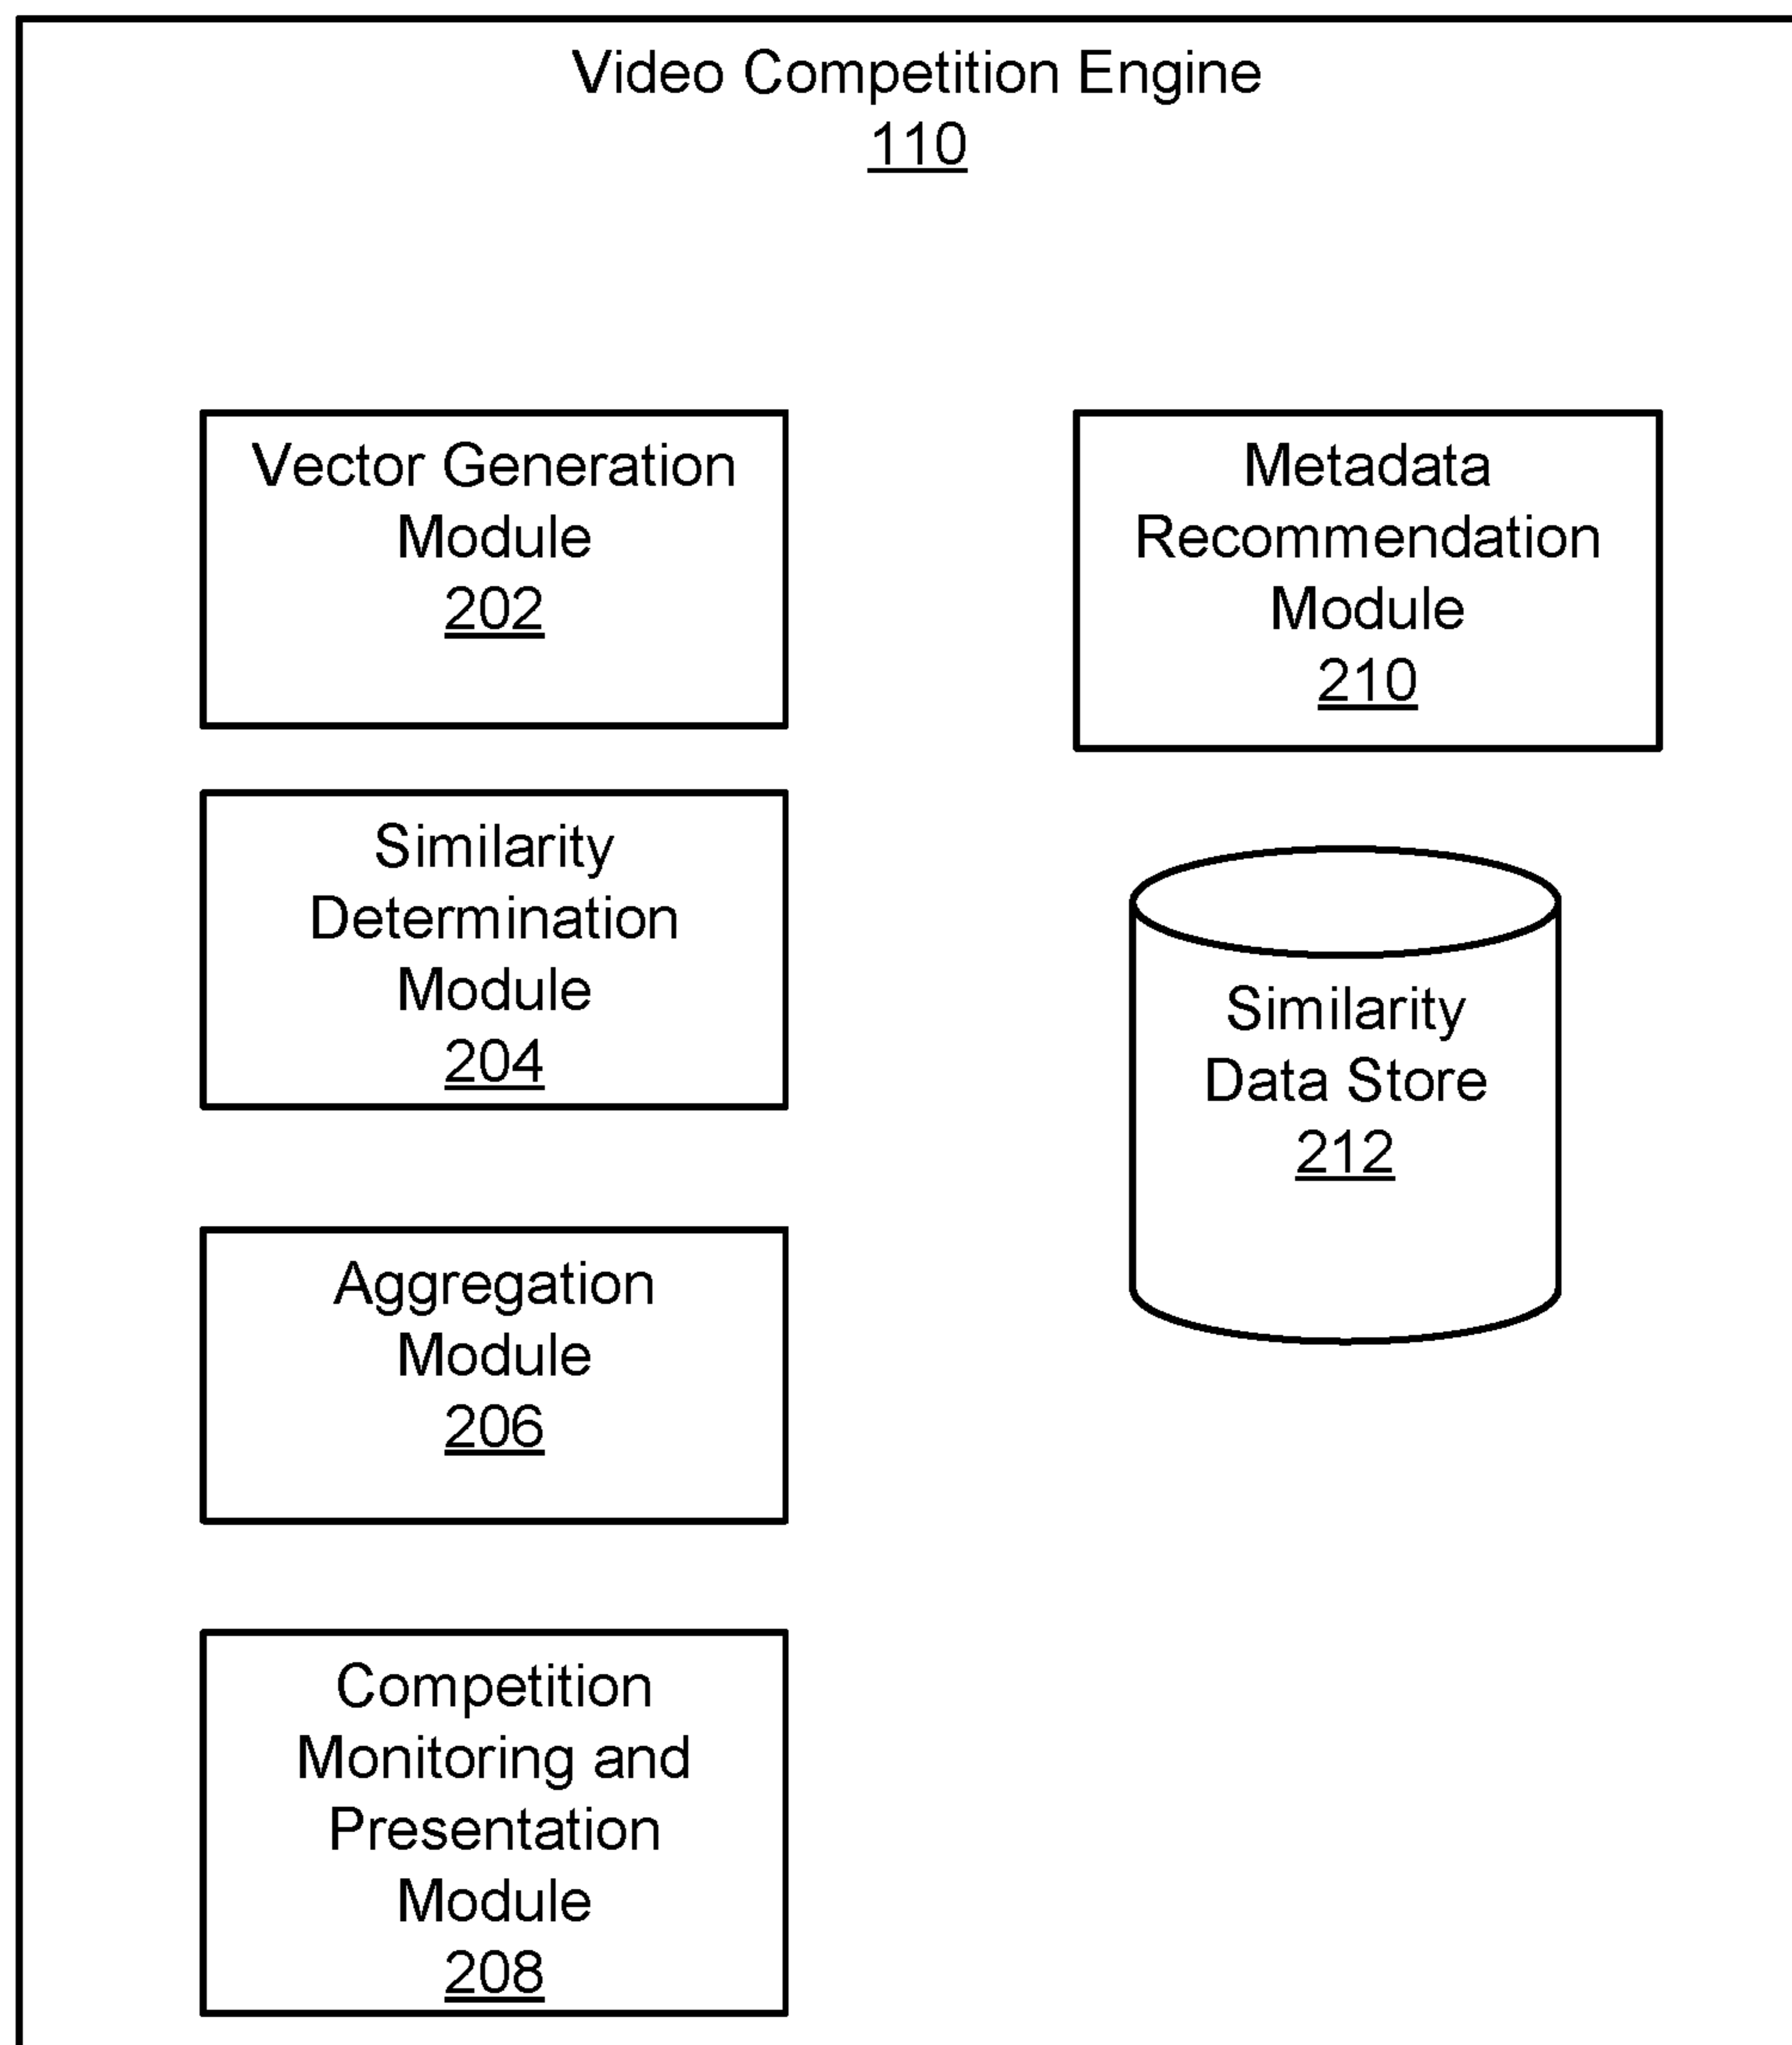 Video Competition Engine
110
Vector Generation
Module
202
Similarity
Determination
Module
204
Aggregation
Module
206
Competition
Monitoring and
Presentation
Module
208
Metadata
Recommendation
Module
210
Similarity
Data Store
212